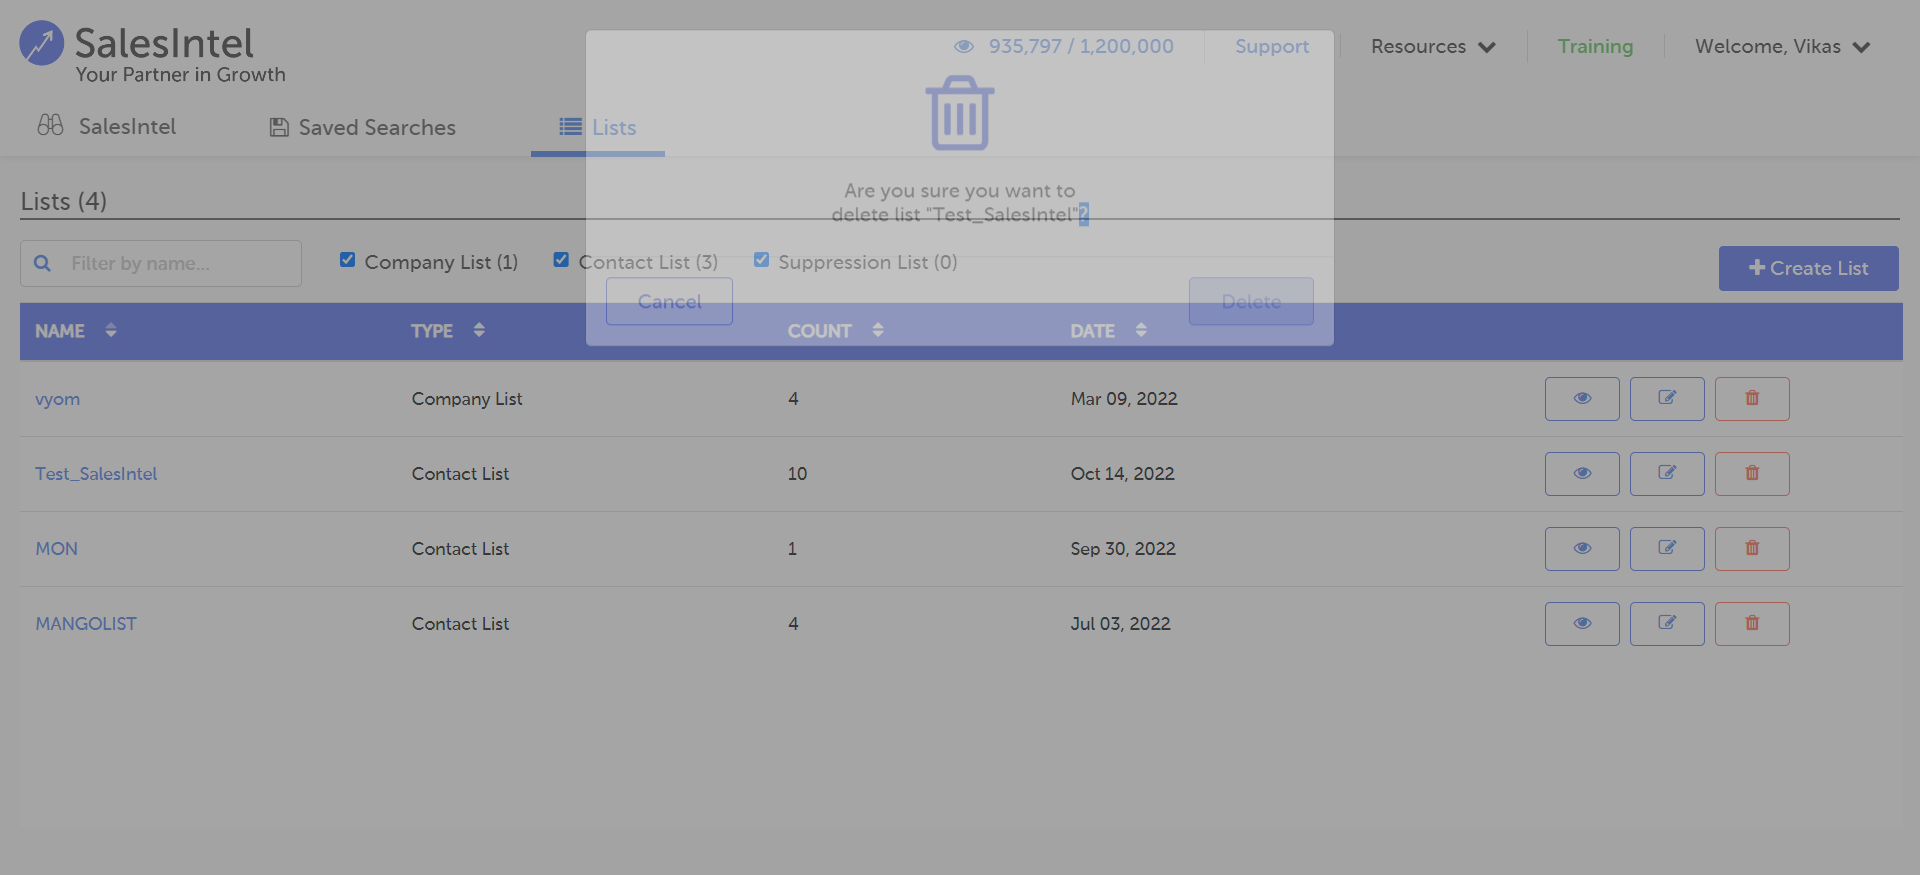 SalesIntel
Your Partner in Growth
935,797 / 1,200,000
Support
Resources
Training
Welcome, Vikas
SalesIntel
Saved Searches
Lists
Are you sure you want to
delete list "Test_SalesIntel"?
Lists (4)
Filter by name...
Company List (1)
Contact List (3)
Suppression List (0)
Create List
Cancel
Delete
NAME TYPE COUNT DATE
vyom Company List 4 Mar 09, 2022
Test_SalesIntel Contact List 10 Oct 14, 2022
MON Contact List 1 Sep 30, 2022
MANGOLIST Contact List 4 Jul 03, 2022